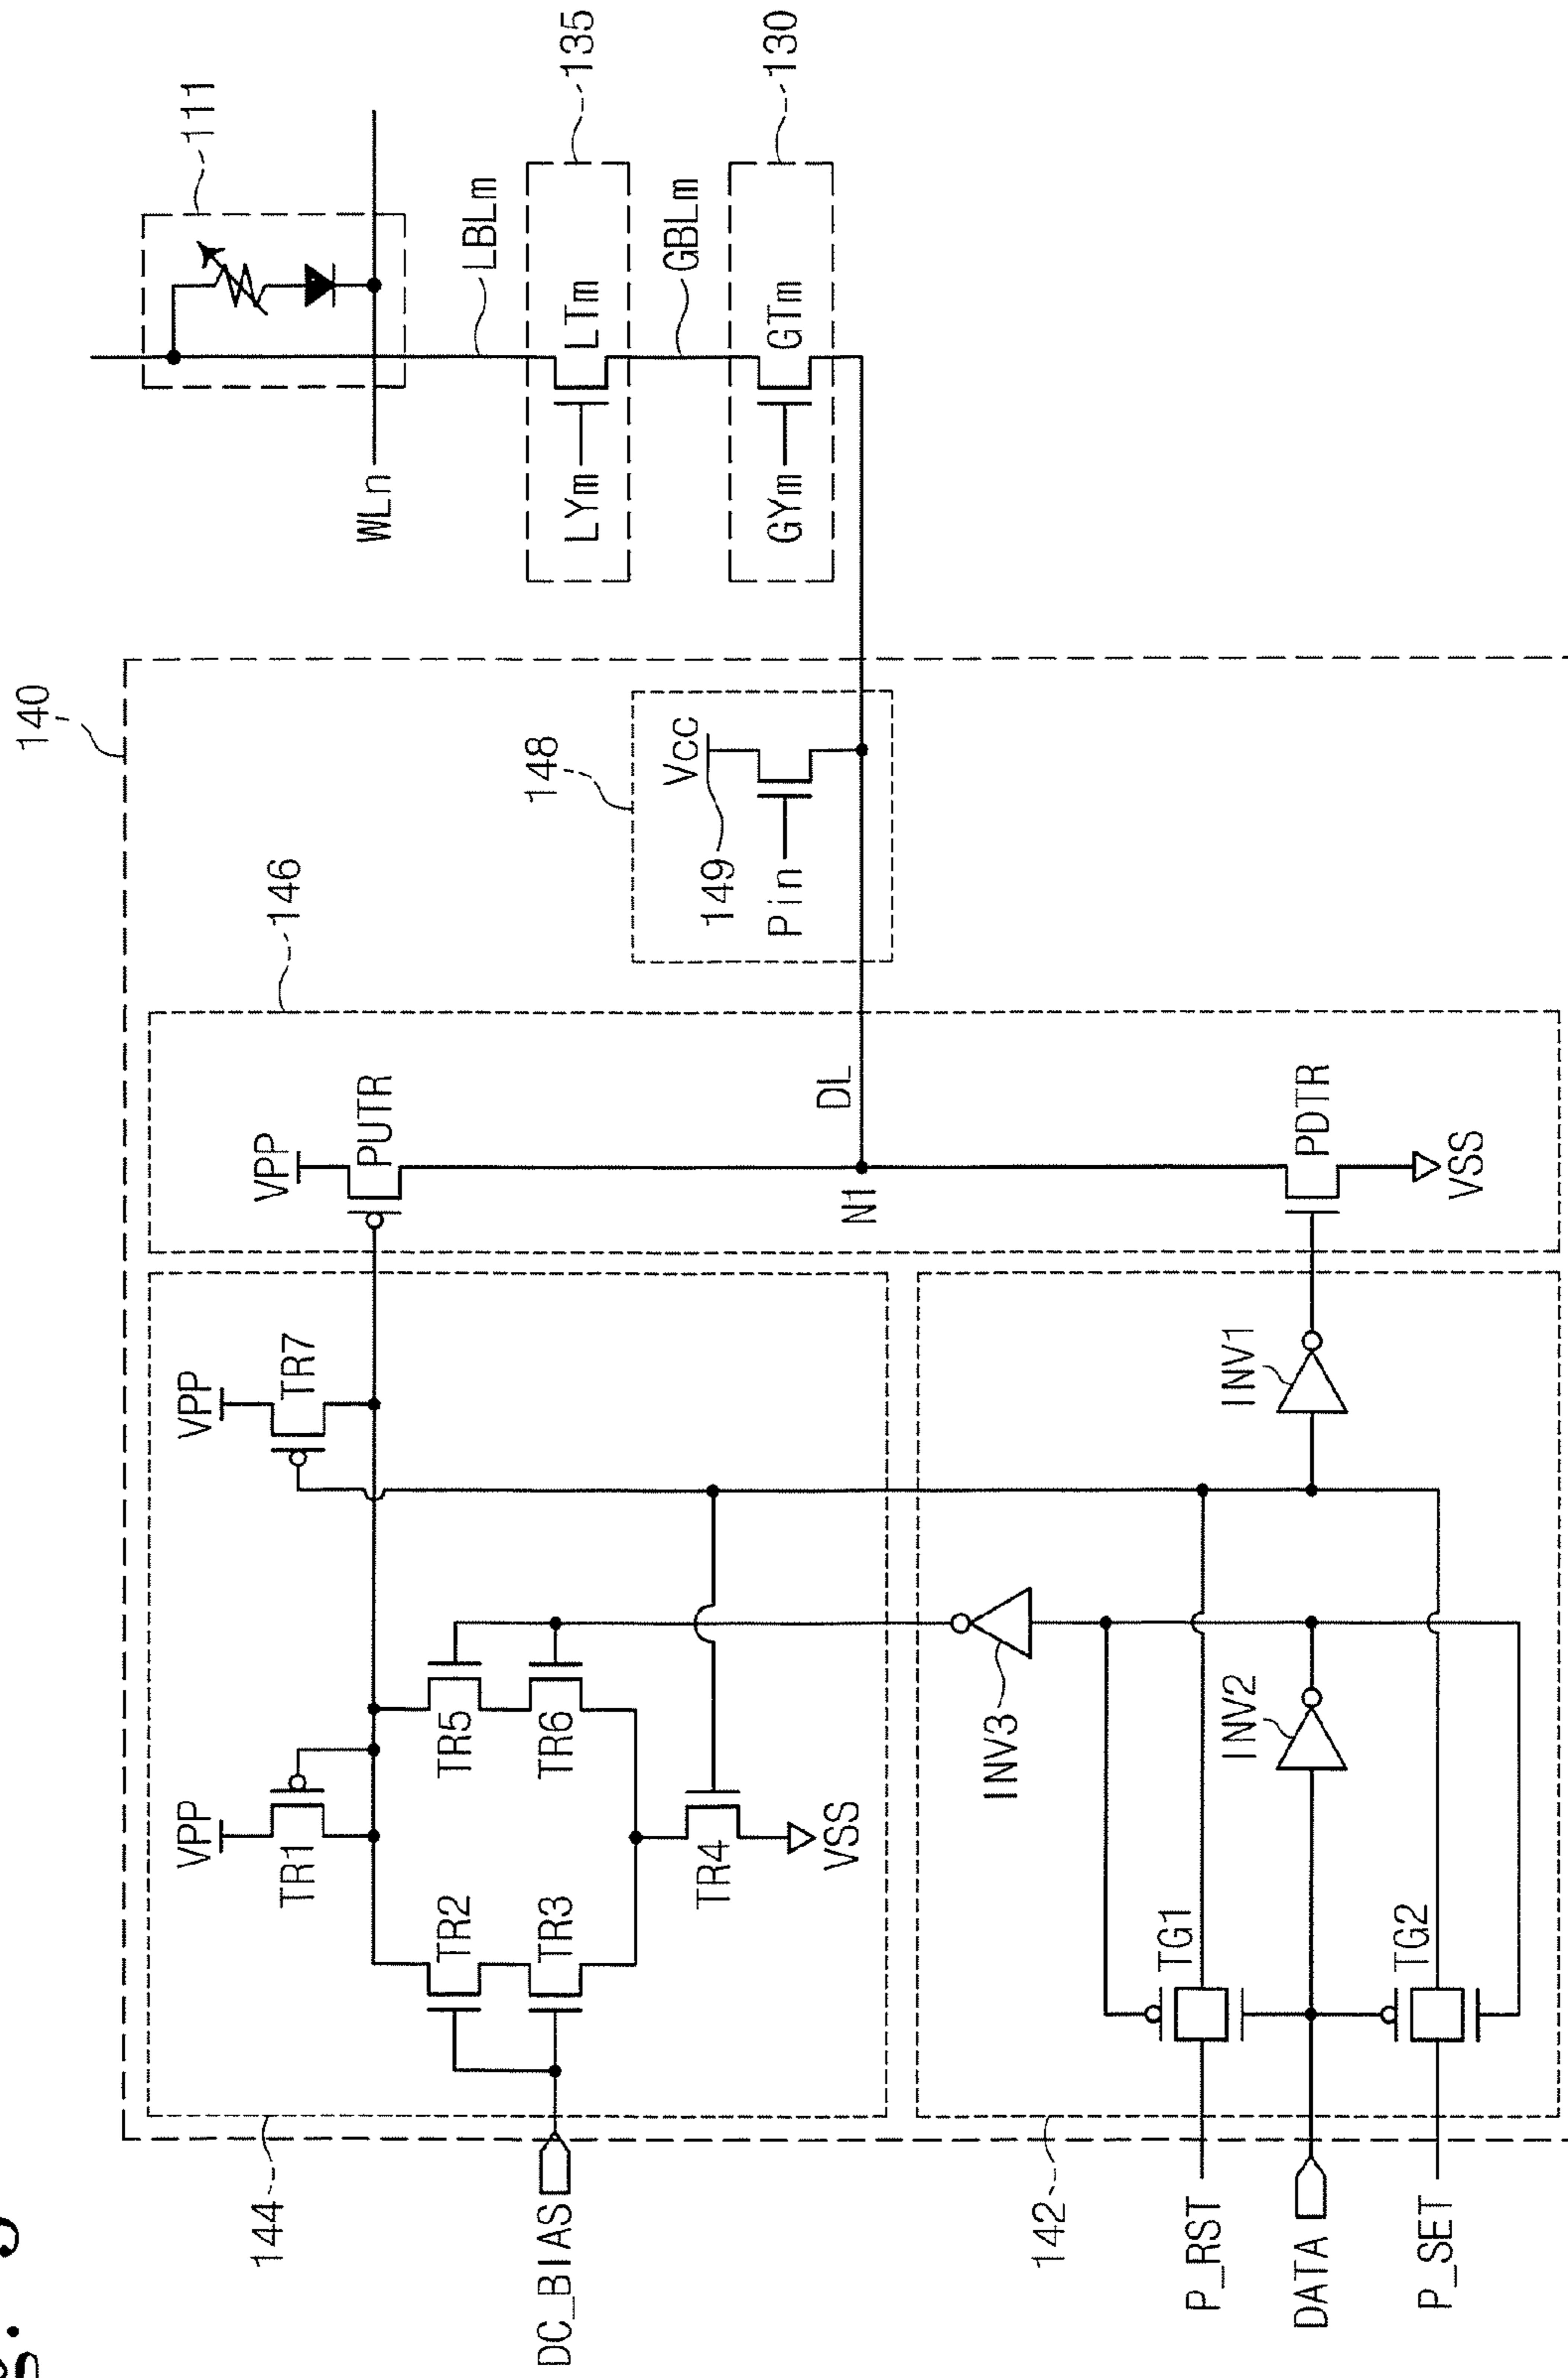 140
111
135
130
148
146
144
142
WLn
LBLm
LYm
LTm
GBLm
GYm
GTm
Vcc
149
Pin
VPP
PUTR
DL
N1
PDTR
VSS
VPP
TR7
VPP
TR1
TR2
TR3
TR5
TR6
TR4
VSS
DC_BIAS
INV1
INV3
INV2
TG1
TG2
P_RST
DATA
P_SET